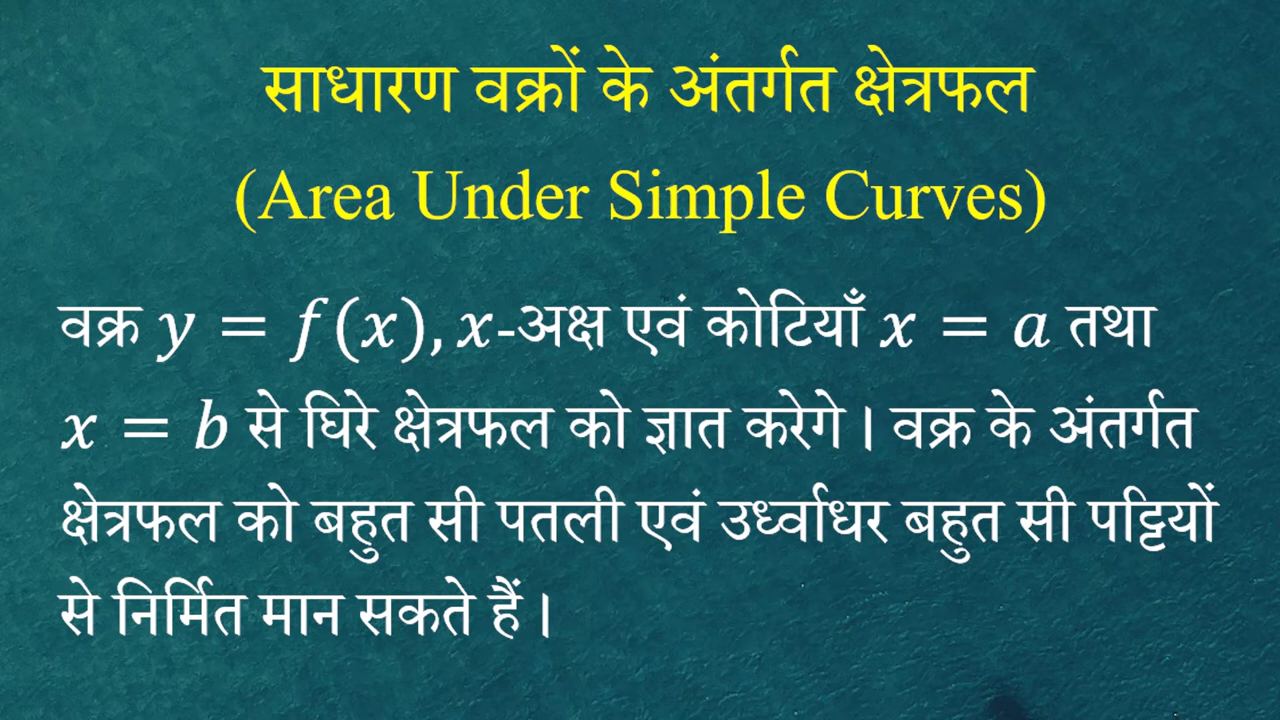 साधारण वक्रों के अंतर्गत क्षेत्रफल
(Area Under Simple Curves)
वक्र y = f(x), x-अक्ष एवं कोटियाँ x = a तथा
x = b से घिरे क्षेत्रफल को ज्ञात करेगे। वक्र के अंतर्गत
क्षेत्रफल को बहुत सी पतली एवं उर्ध्वाधर बहुत सी पट्टियों
से निर्मित मान सकते हैं।